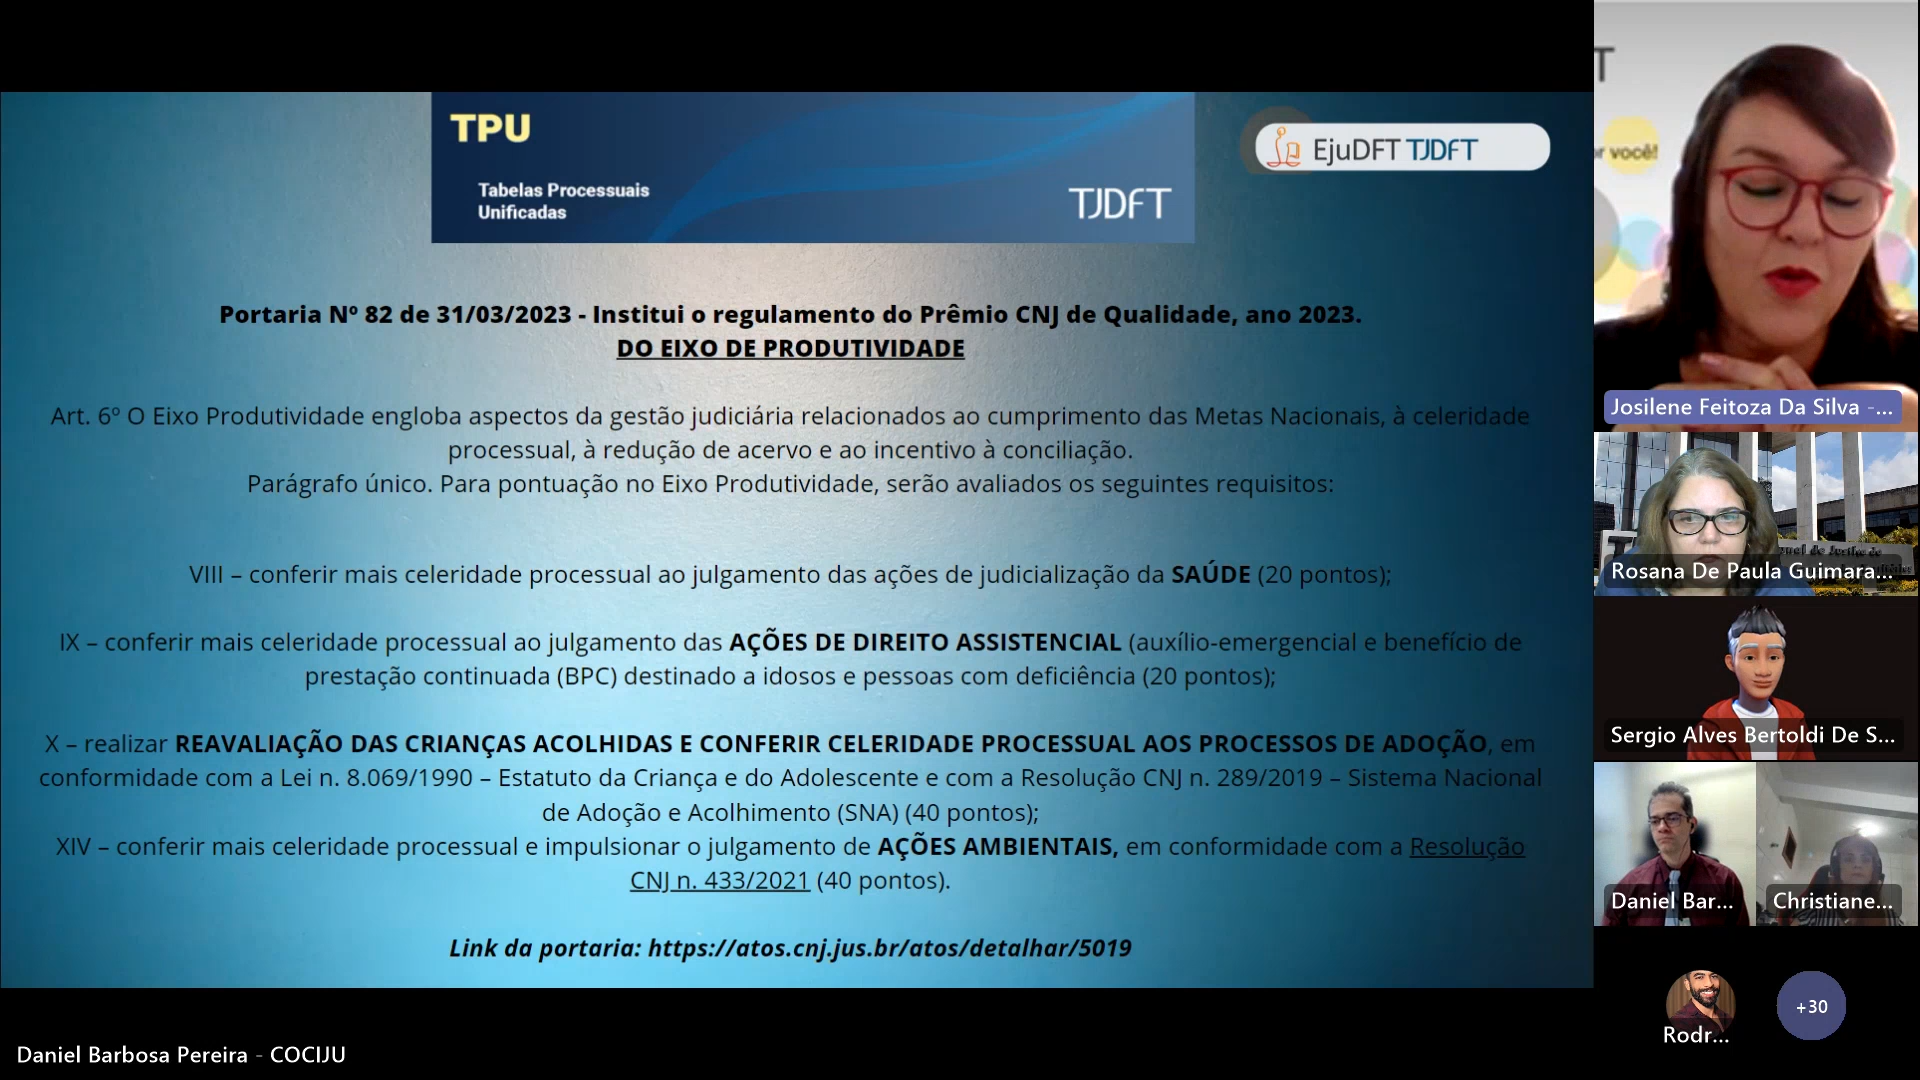 TPU
Tabelas Processuais
Unificadas
TJDFT
EjuDFT TJDFT
Portaria Nº 82 de 31/03/2023 - Institui o regulamento do Prêmio CNJ de Qualidade, ano 2023.
DO EIXO DE PRODUTIVIDADE
Art. 6º O Eixo Produtividade engloba aspectos da gestão judiciária relacionados ao cumprimento das Metas Nacionais, à celeridade
processual, à redução de acervo e ao incentivo à conciliação.
Parágrafo único. Para pontuação no Eixo Produtividade, serão avaliados os seguintes requisitos:
VIII – conferir mais celeridade processual ao julgamento das ações de judicialização da SAÚDE (20 pontos);
IX – conferir mais celeridade processual ao julgamento das AÇÕES DE DIREITO ASSISTENCIAL (auxílio-emergencial e benefício de
prestação continuada (BPC) destinado a idosos e pessoas com deficiência (20 pontos);
X – realizar REAVALIAÇÃO DAS CRIANÇAS ACOLHIDAS E CONFERIR CELERIDADE PROCESSUAL AOS PROCESSOS DE ADOÇÃO, em
conformidade com a Lei n. 8.069/1990 – Estatuto da Criança e do Adolescente e com a Resolução CNJ n. 289/2019 – Sistema Nacional
de Adoção e Acolhimento (SNA) (40 pontos);
XIV – conferir mais celeridade processual e impulsionar o julgamento de AÇÕES AMBIENTAIS, em conformidade com a Resolução
CNJ n. 433/2021 (40 pontos).
Link da portaria: https://atos.cnj.jus.br/atos/detalhar/5019
Daniel Barbosa Pereira - COCIJU
T
r você!
Josilene Feitoza Da Silva -...
Rosana De Paula Guimara...
Sergio Alves Bertoldi De S...
Daniel Bar...
Christiane...
Rodr...
+30